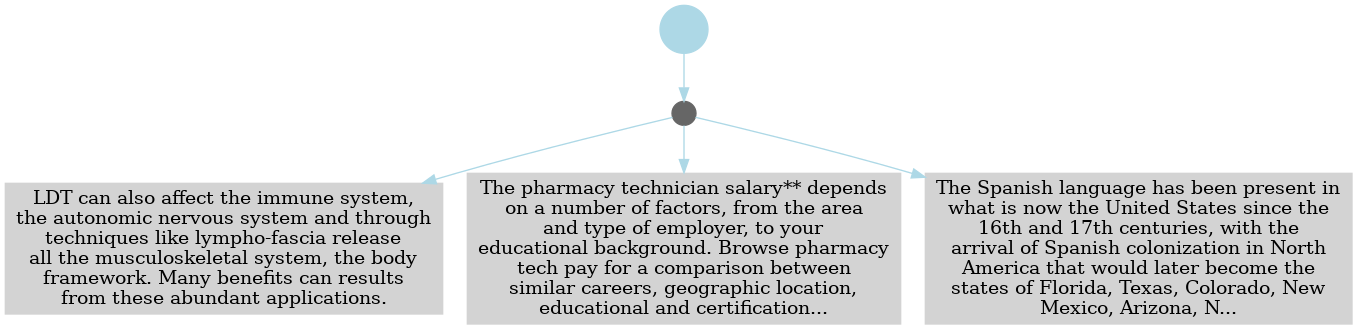 LDT can also affect the immune system,
the autonomic nervous system and through
techniques like lympho-fascia release
all the musculoskeletal system, the body
framework. Many benefits can results
from these abundant applications.
The pharmacy technician salary** depends
on a number of factors, from the area
and type of employer, to your
educational background. Browse pharmacy
tech pay for a comparison between
similar careers, geographic location,
educational and certification...
The Spanish language has been present in
what is now the United States since the
16th and 17th centuries, with the
arrival of Spanish colonization in North
America that would later become the
states of Florida, Texas, Colorado, New
Mexico, Arizona, N...